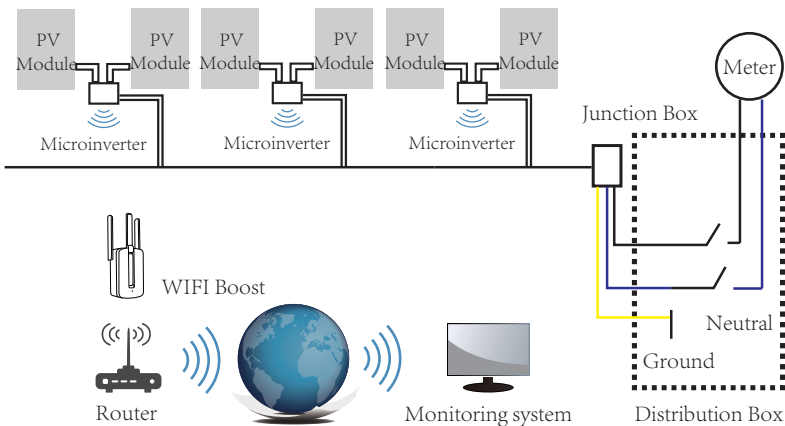 PV
Module
PV
Module
PV
Module
PV
Module
PV
Module
PV
Module
Meter
Microinverter
Microinverter
Microinverter
Junction Box
WIFI Boost
Neutral
Ground
Router
Monitoring system
Distribution Box